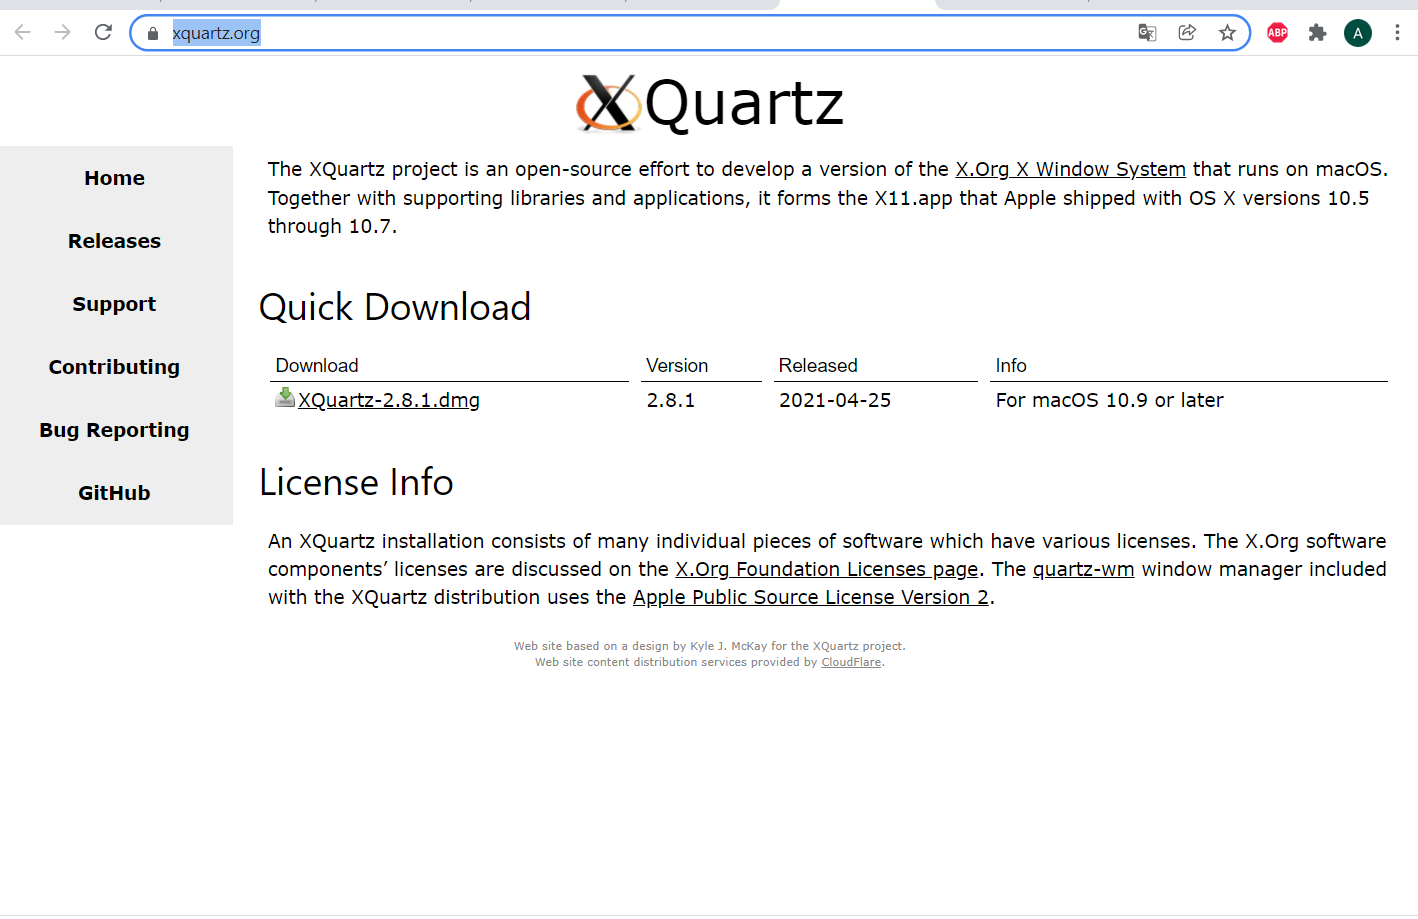 xquartz.org
ABP
A
XQuartz
Home
Releases
Support
Contributing
Bug Reporting
GitHub
The XQuartz project is an open-source effort to develop a version of the X.Org X Window System that runs on macOS.
Together with supporting libraries and applications, it forms the X11.app that Apple shipped with OS X versions 10.5
through 10.7.
Quick Download
Download Version Released Info
XQuartz-2.8.1.dmg 2.8.1 2021-04-25 For macOS 10.9 or later
License Info
An XQuartz installation consists of many individual pieces of software which have various licenses. The X.Org software
components’ licenses are discussed on the X.Org Foundation Licenses page. The quartz-wm window manager included
with the XQuartz distribution uses the Apple Public Source License Version 2.
Web site based on a design by Kyle J. McKay for the XQuartz project.
Web site content distribution services provided by CloudFlare.